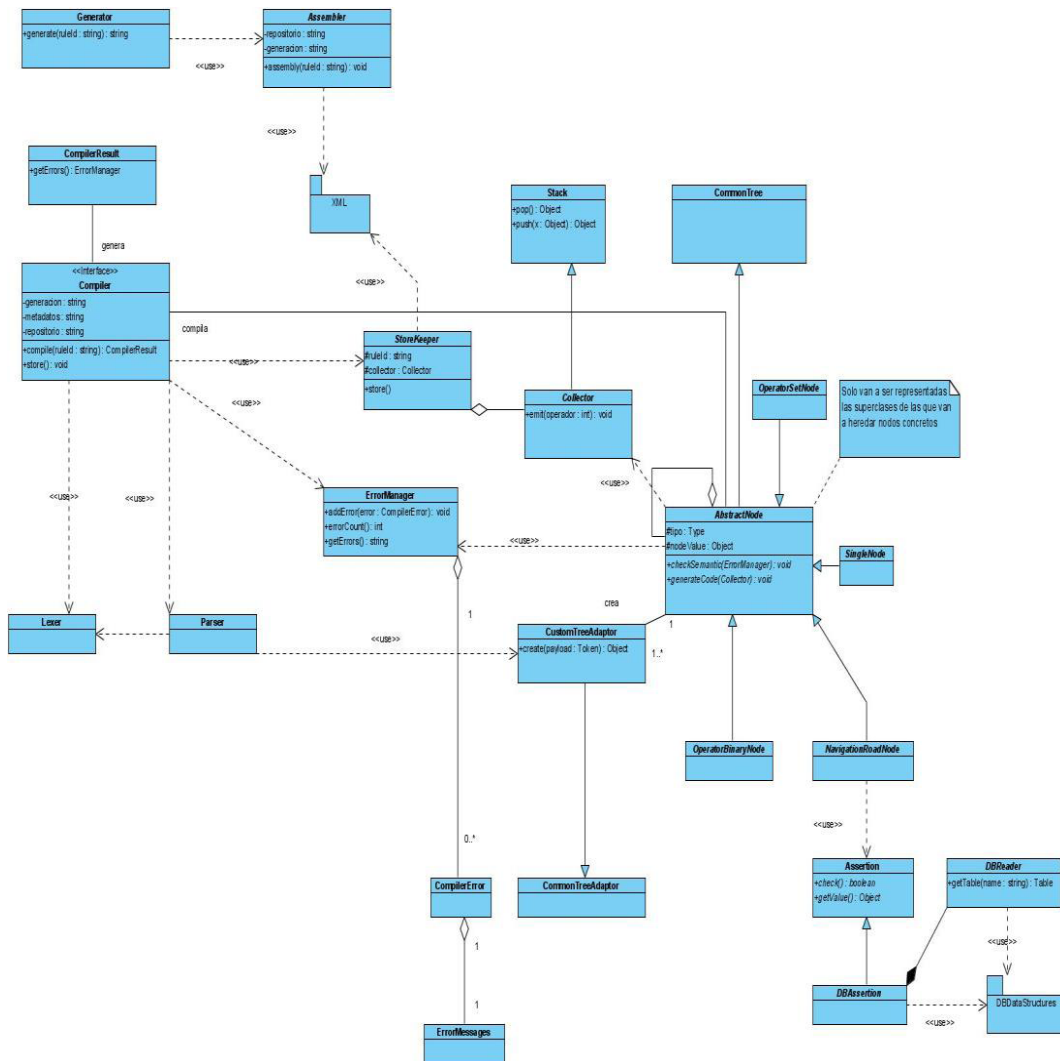 Generator
+generate(ruleId : string) : string
<<use>>
Assembler
-repositorio : string
-generacion : string
+assembly(ruleId : string) : void
<<use>>
CompilerResult
+getErrors() : ErrorManager
genera
XML
<<use>>
Stack
+pop() : Object
+push(x : Object) : Object
CommonTree
<<Interface>>
Compiler
-generacion : string
-metadatos : string
-repositorio : string
+compile(ruleId : string) : CompilerResult
+store() : void
compila
<<use>>
<<use>>
<<use>>
<<use>>
StoreKeeper
#ruleId : string
#collector : Collector
+store()
Collector
+emit(operador : int) : void
<<use>>
OperatorSetNode
Solo van a ser representadas
las superclases de las que van
a heredar nodos concretos
ErrorManager
+addError(error : CompilerError) : void
+errorCount() : int
+getErrors() : string
<<use>>
AbstractNode
#tipo : Type
#nodeValue : Object
+checkSemantic(ErrorManager) : void
+generateCode(Collector) : void
SingleNode
Lexer
Parser
<<use>>
1
crea
1
1..*
CustomTreeAdaptor
+create(payload : Token) : Object
OperatorBinaryNode
NavigationRoadNode
<<use>>
0..*
CompilerError
CommonTreeAdaptor
Assertion
+check() : boolean
+getValue() : Object
DBReader
+getTable(name : string) : Table
<<use>>
1
1
ErrorMessages
DBAssertion
<<use>>
DBDataStructures